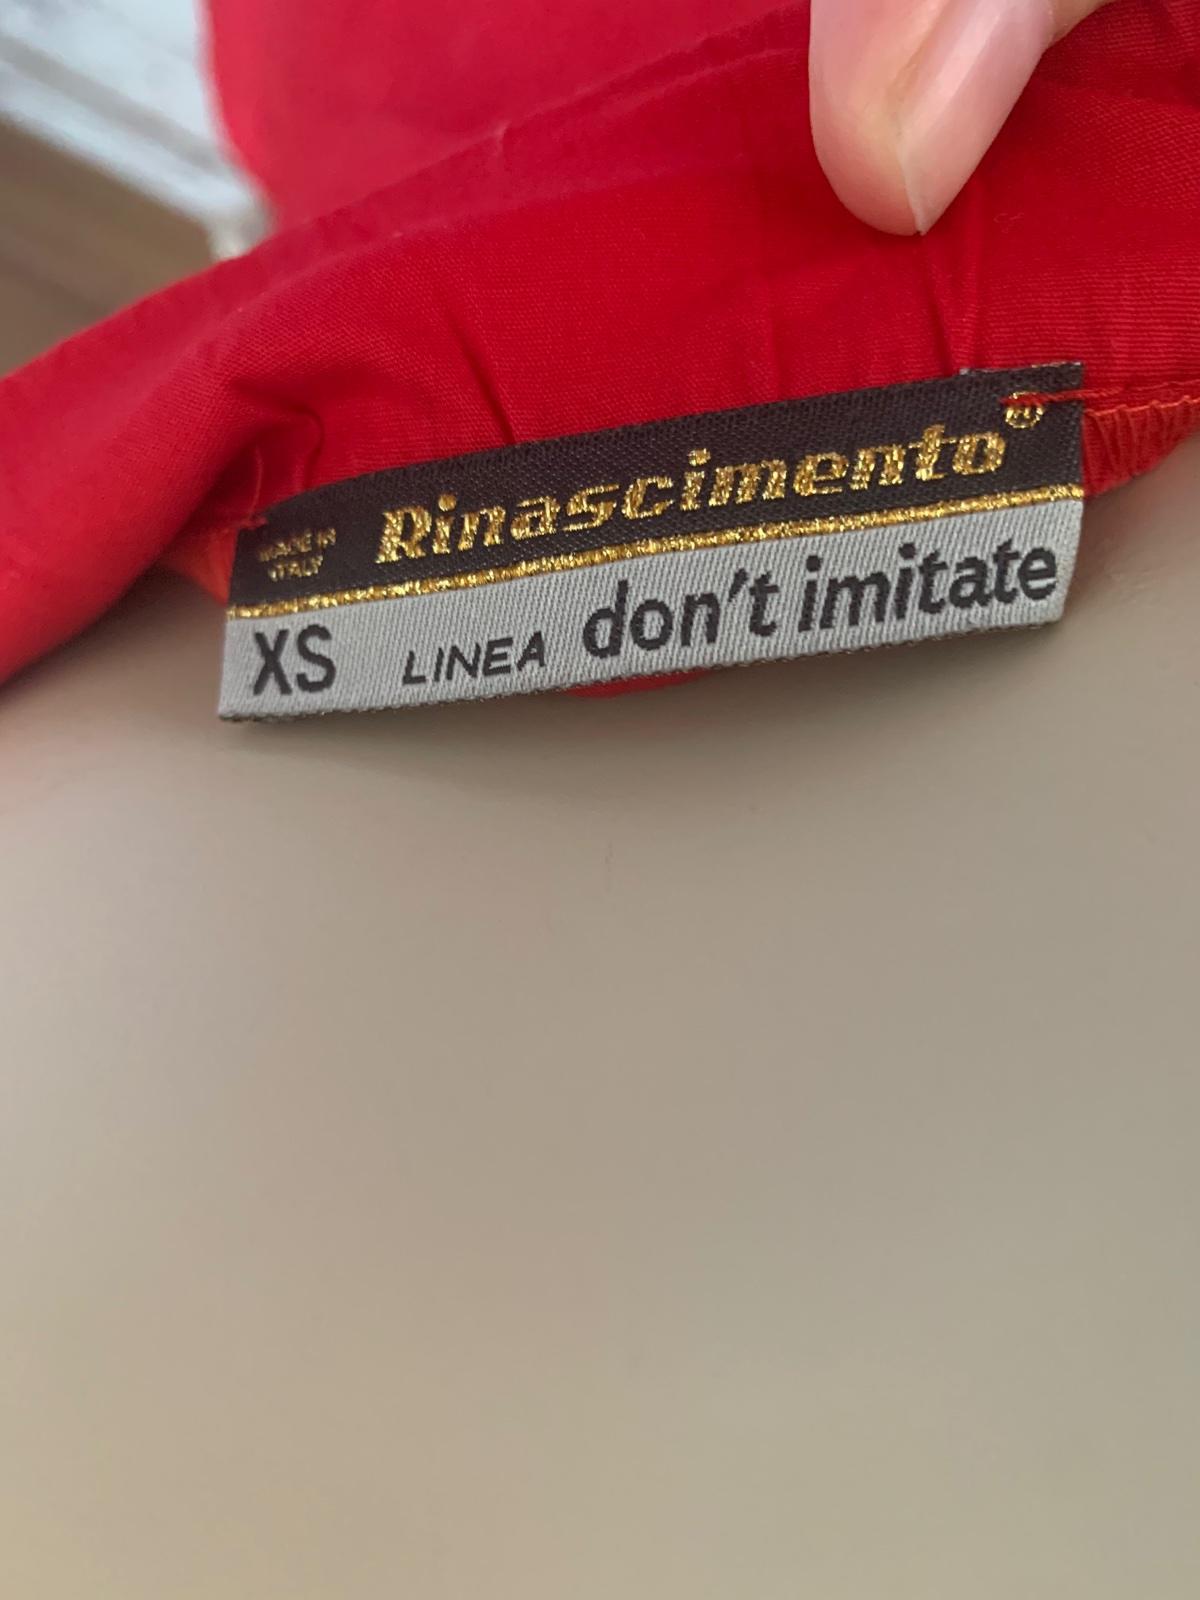 MADE IN
ITALY
Rinascimento®
XS LINEA don't imitate